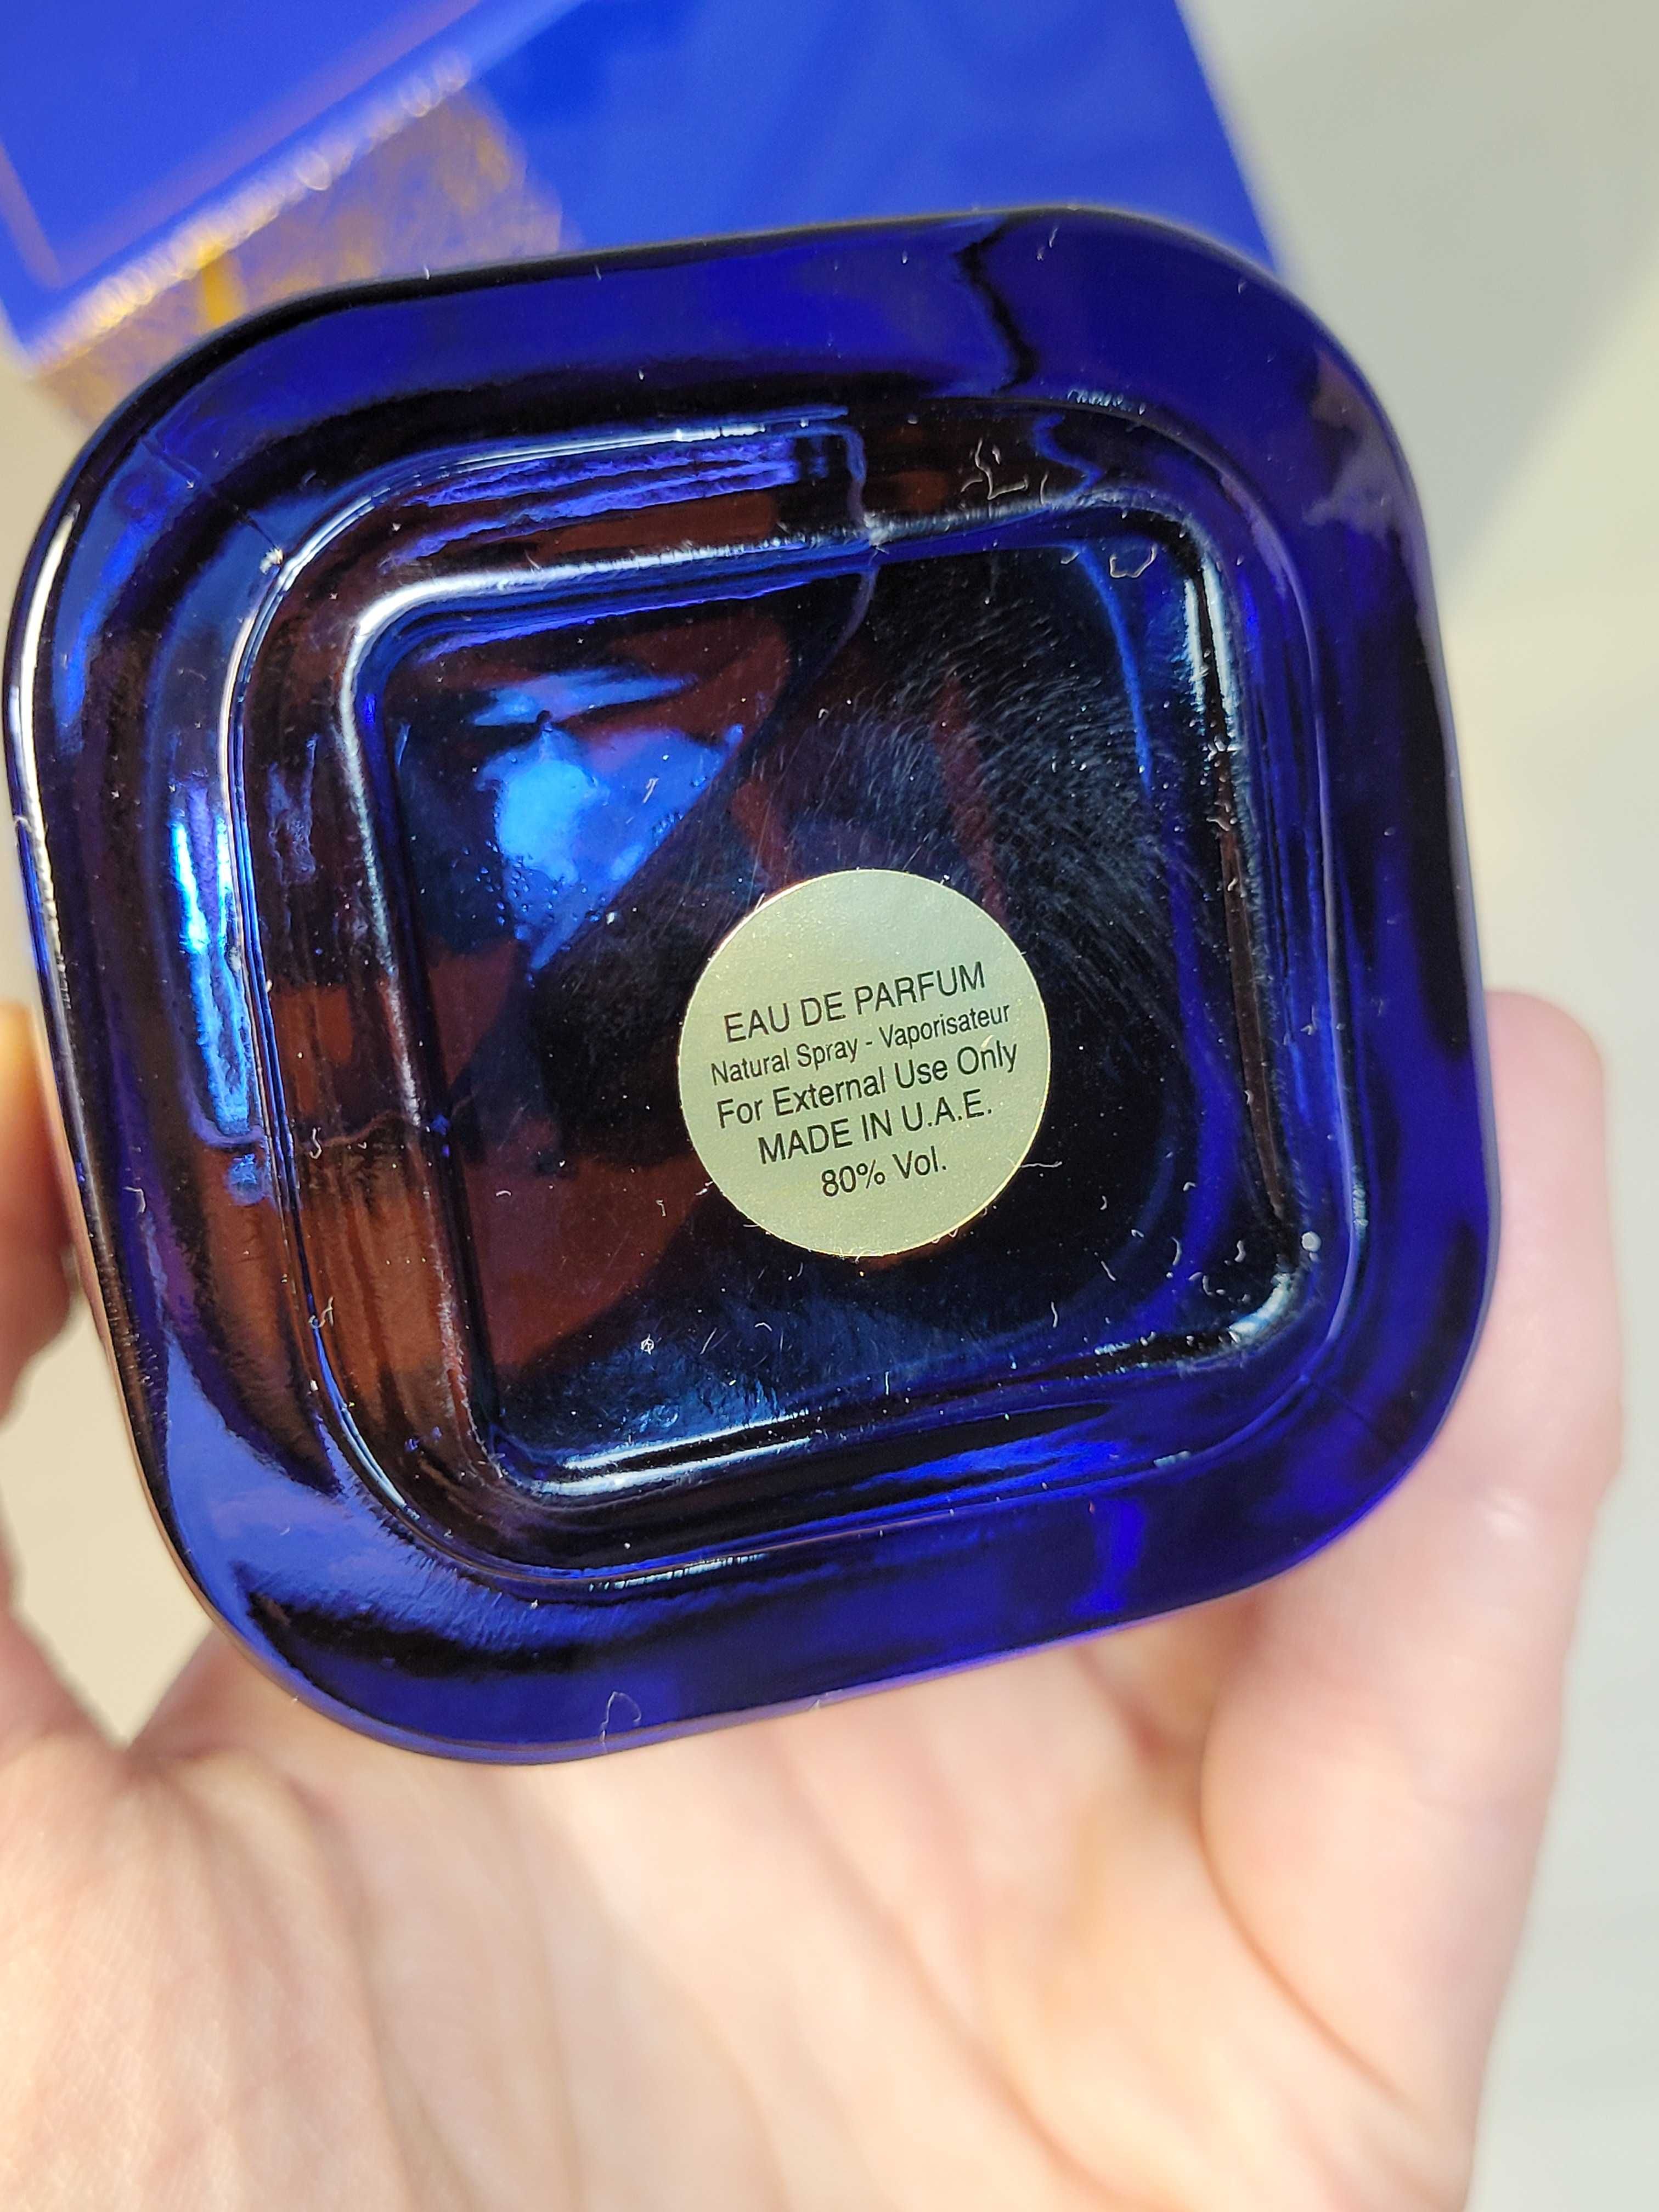 EAU DE PARFUM
Natural Spray - Vaporisateur
For External Use Only
MADE IN U.A.E.
80% Vol.